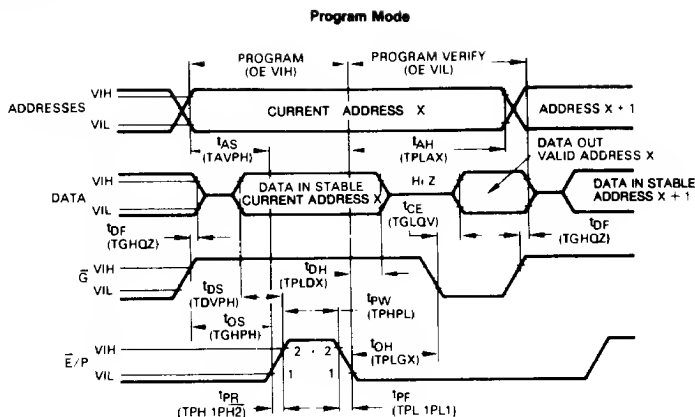 Program Mode
PROGRAM
(OE VIH)
PROGRAM VERIFY
(OE VIL)
ADDRESSES
VIH
VIL
CURRENT ADDRESS X
ADDRESS X + 1
tAS
(TAVPH)
tAH
(TPLAX)
DATA OUT
VALID ADDRESS X
DATA
VIH
VIL
DATA IN STABLE
CURRENT ADDRESS X
Hi Z
DATA IN STABLE
ADDRESS X + 1
tDF
(TGHQZ)
tCE
(TGLQV)
tDF
(TGHQZ)
G
VIH
VIL
tDS
(TDVPH)
tDH
(TPLDX)
tPW
(TPHPL)
tOS
(TGHPH)
tOH
(TPLGX)
E/P
VIH
VIL
2 2
1 1
tPR
(TPH 1PH2)
tPF
(TPL 1PL1)